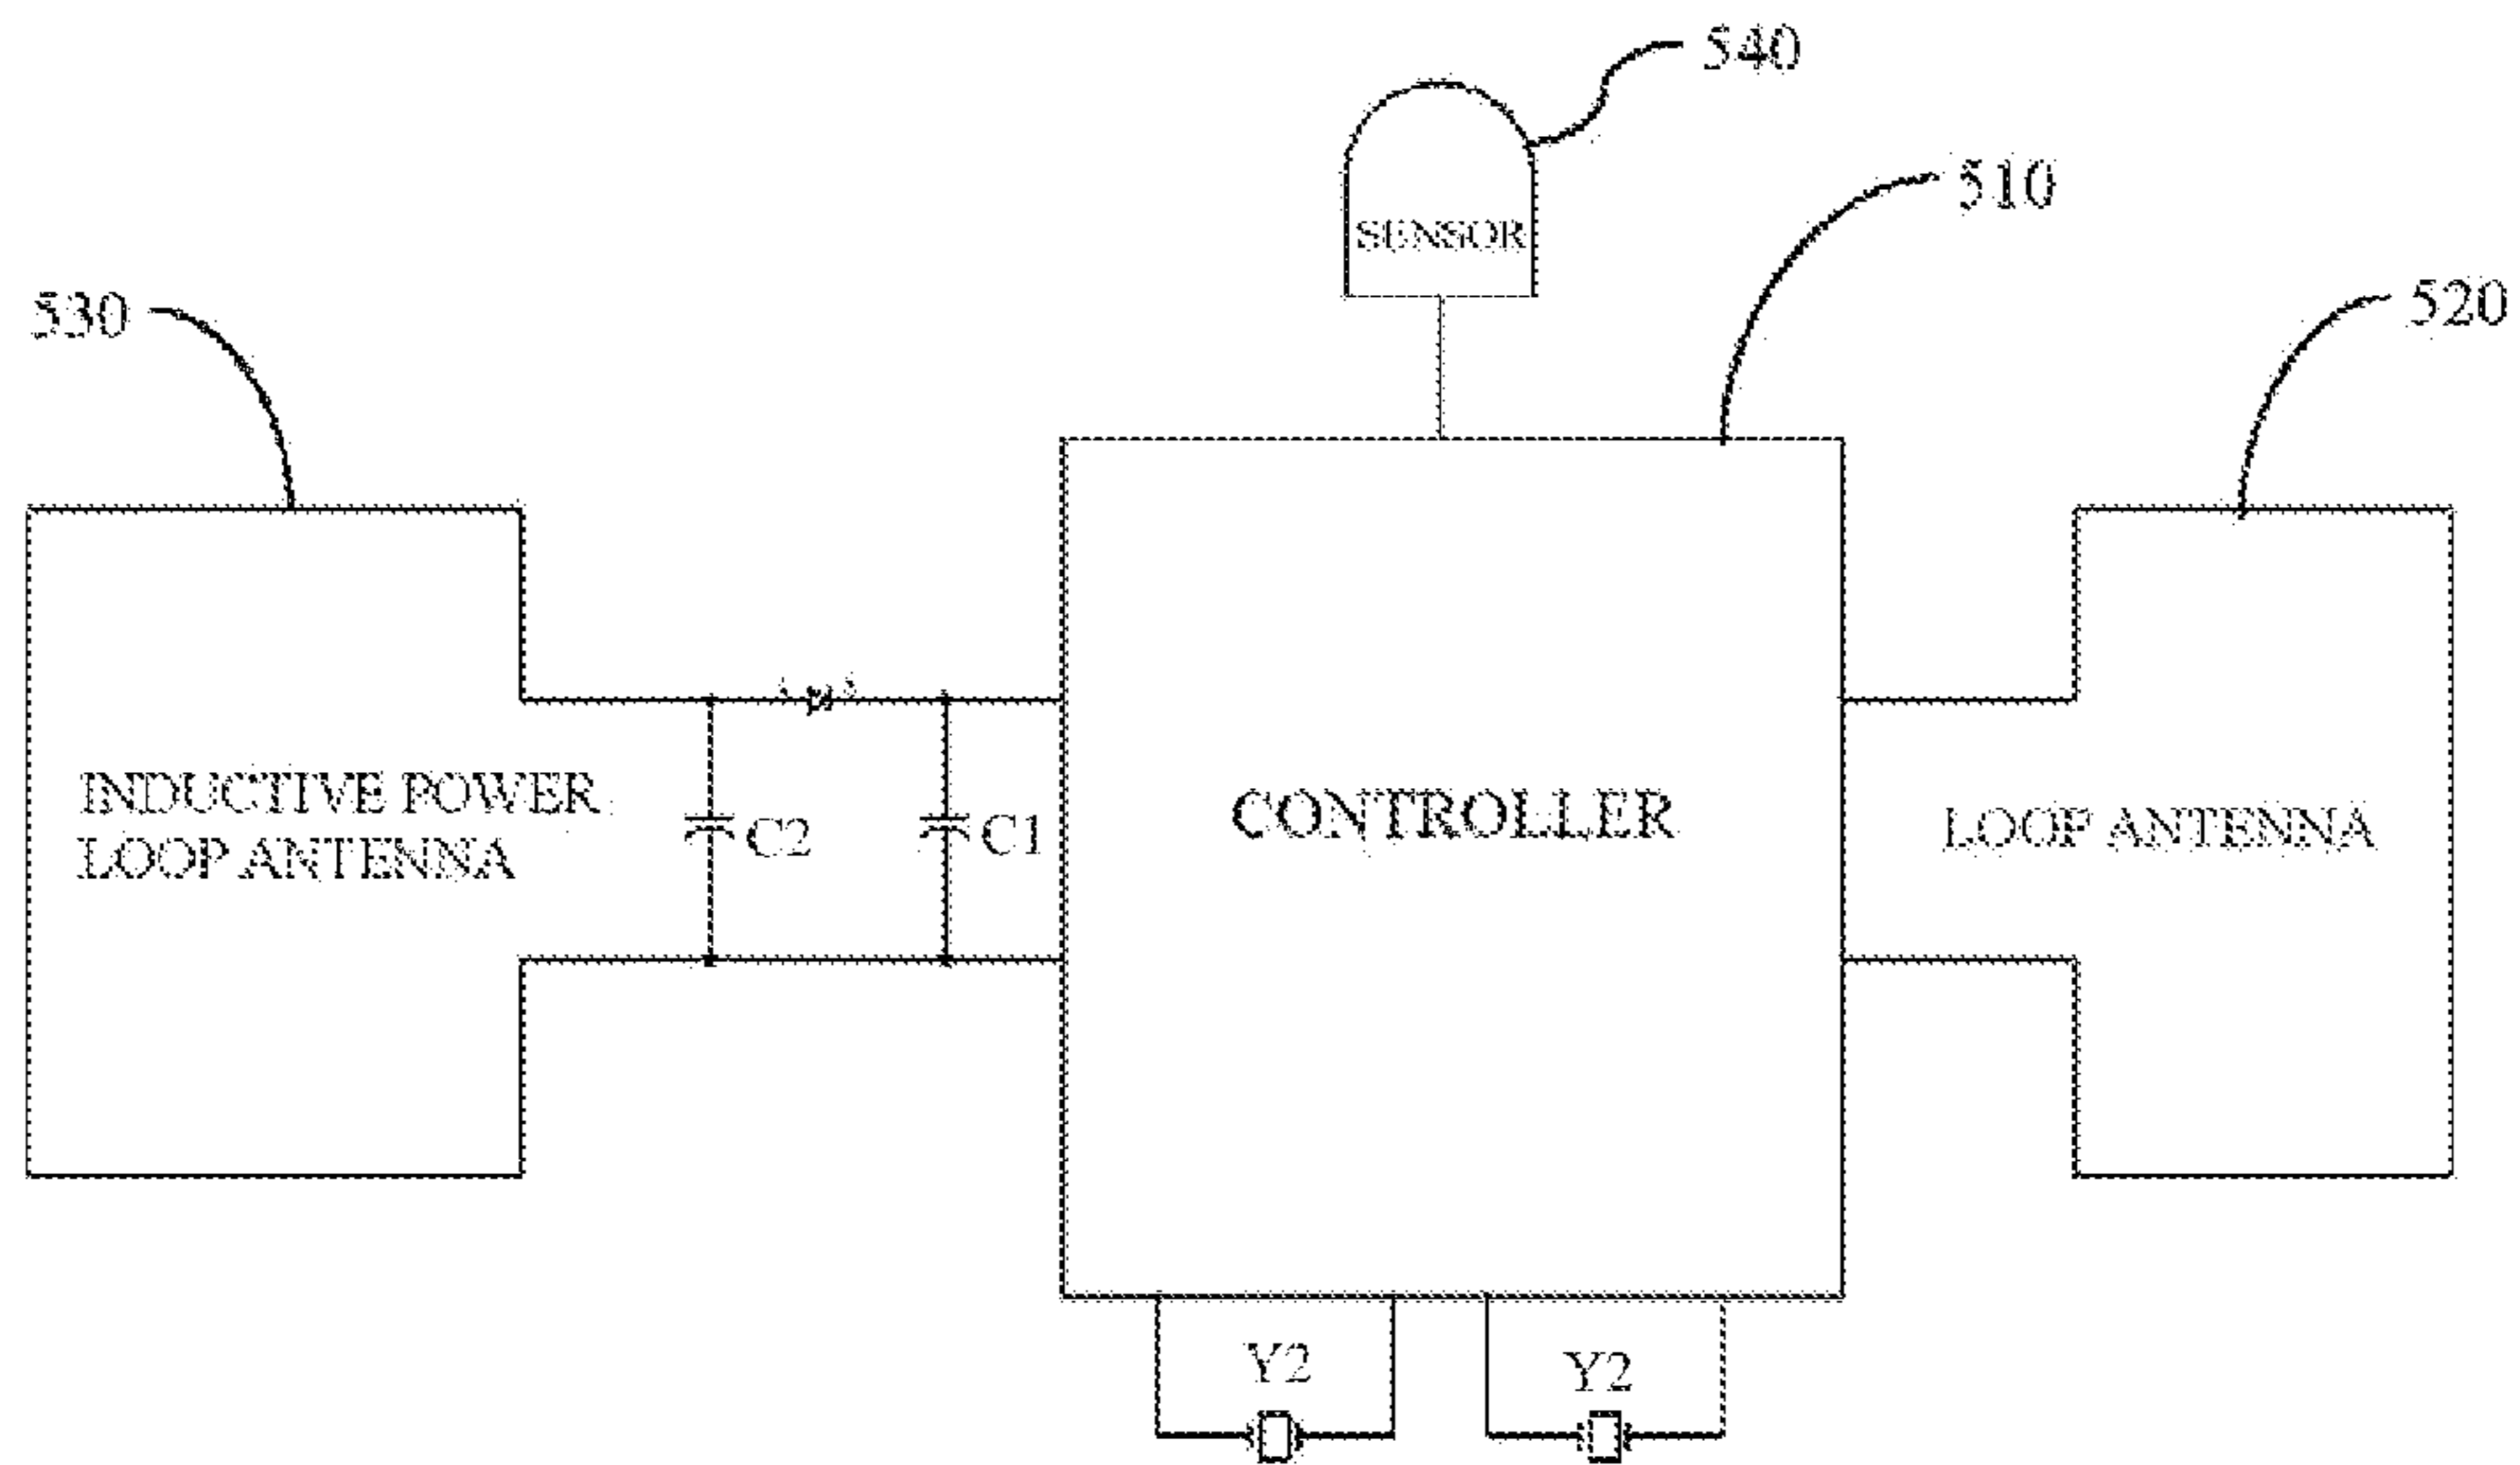 540
SENSOR
510
530
520
INDUCTIVE POWER
LOOP ANTENNA
C2
C1
CONTROLLER
LOOP ANTENNA
Y2
Y2